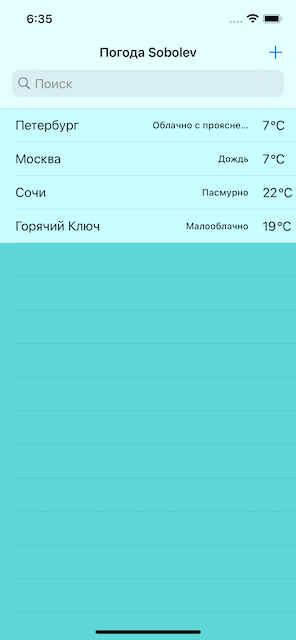 6:35
Погода Sobolev
Поиск
Петербург Облачно с проясне... 7°C
Москва Дождь 7°C
Сочи Пасмурно 22°C
Горячий Ключ Малооблачно 19°C